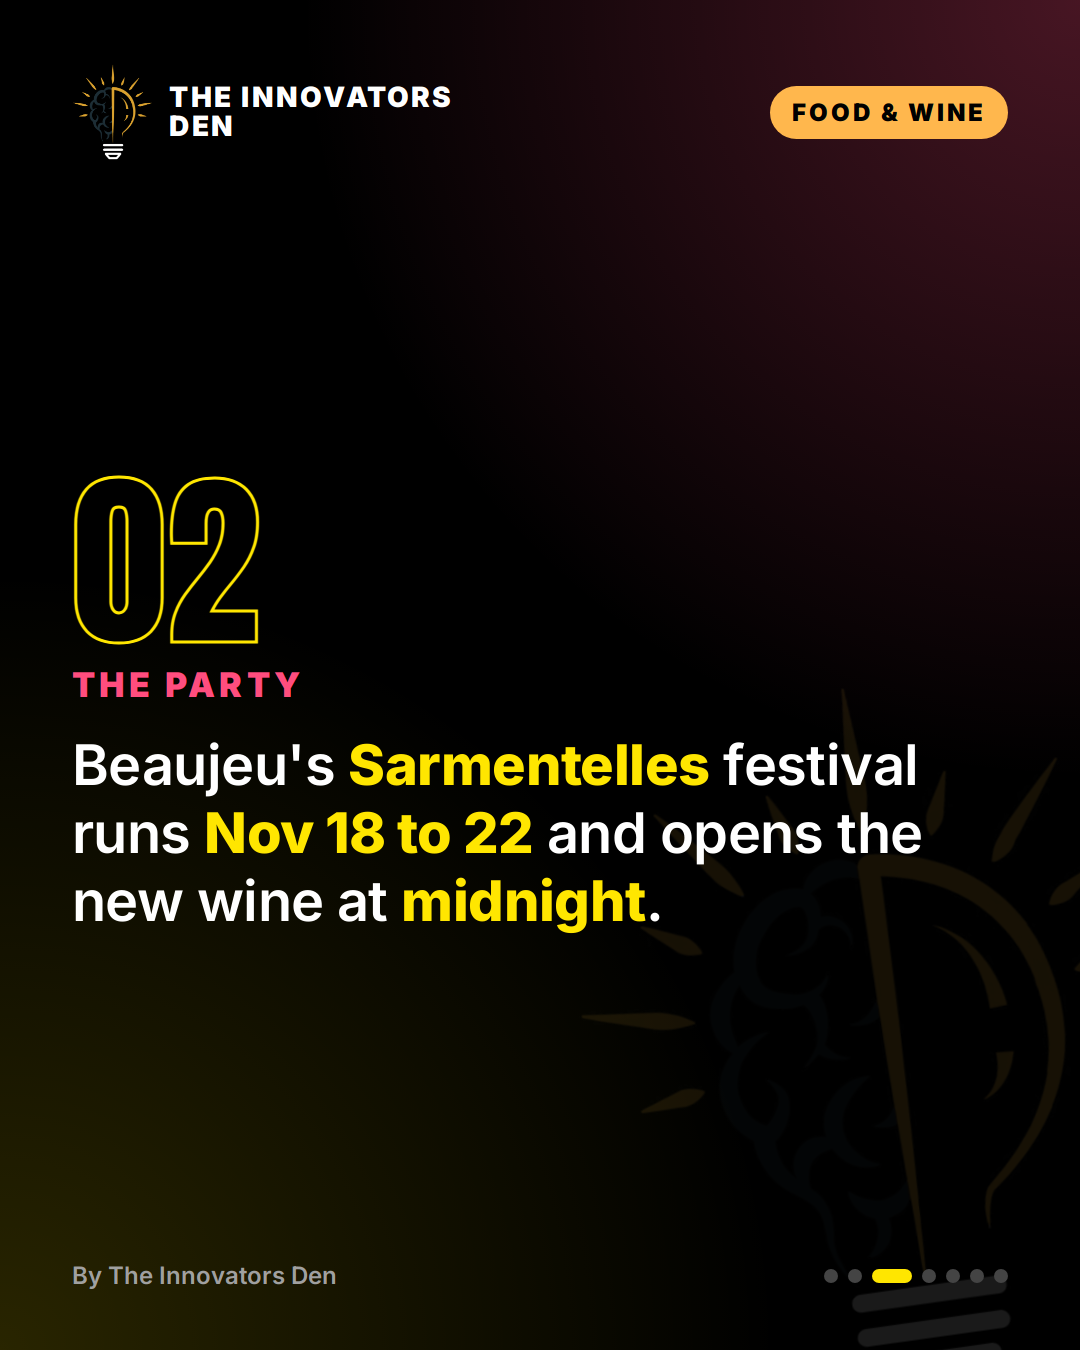 THE INNOVATORS
DEN
FOOD & WINE
02
THE PARTY
Beaujeu's Sarmentelles festival
runs Nov 18 to 22 and opens the
new wine at midnight.
By The Innovators Den